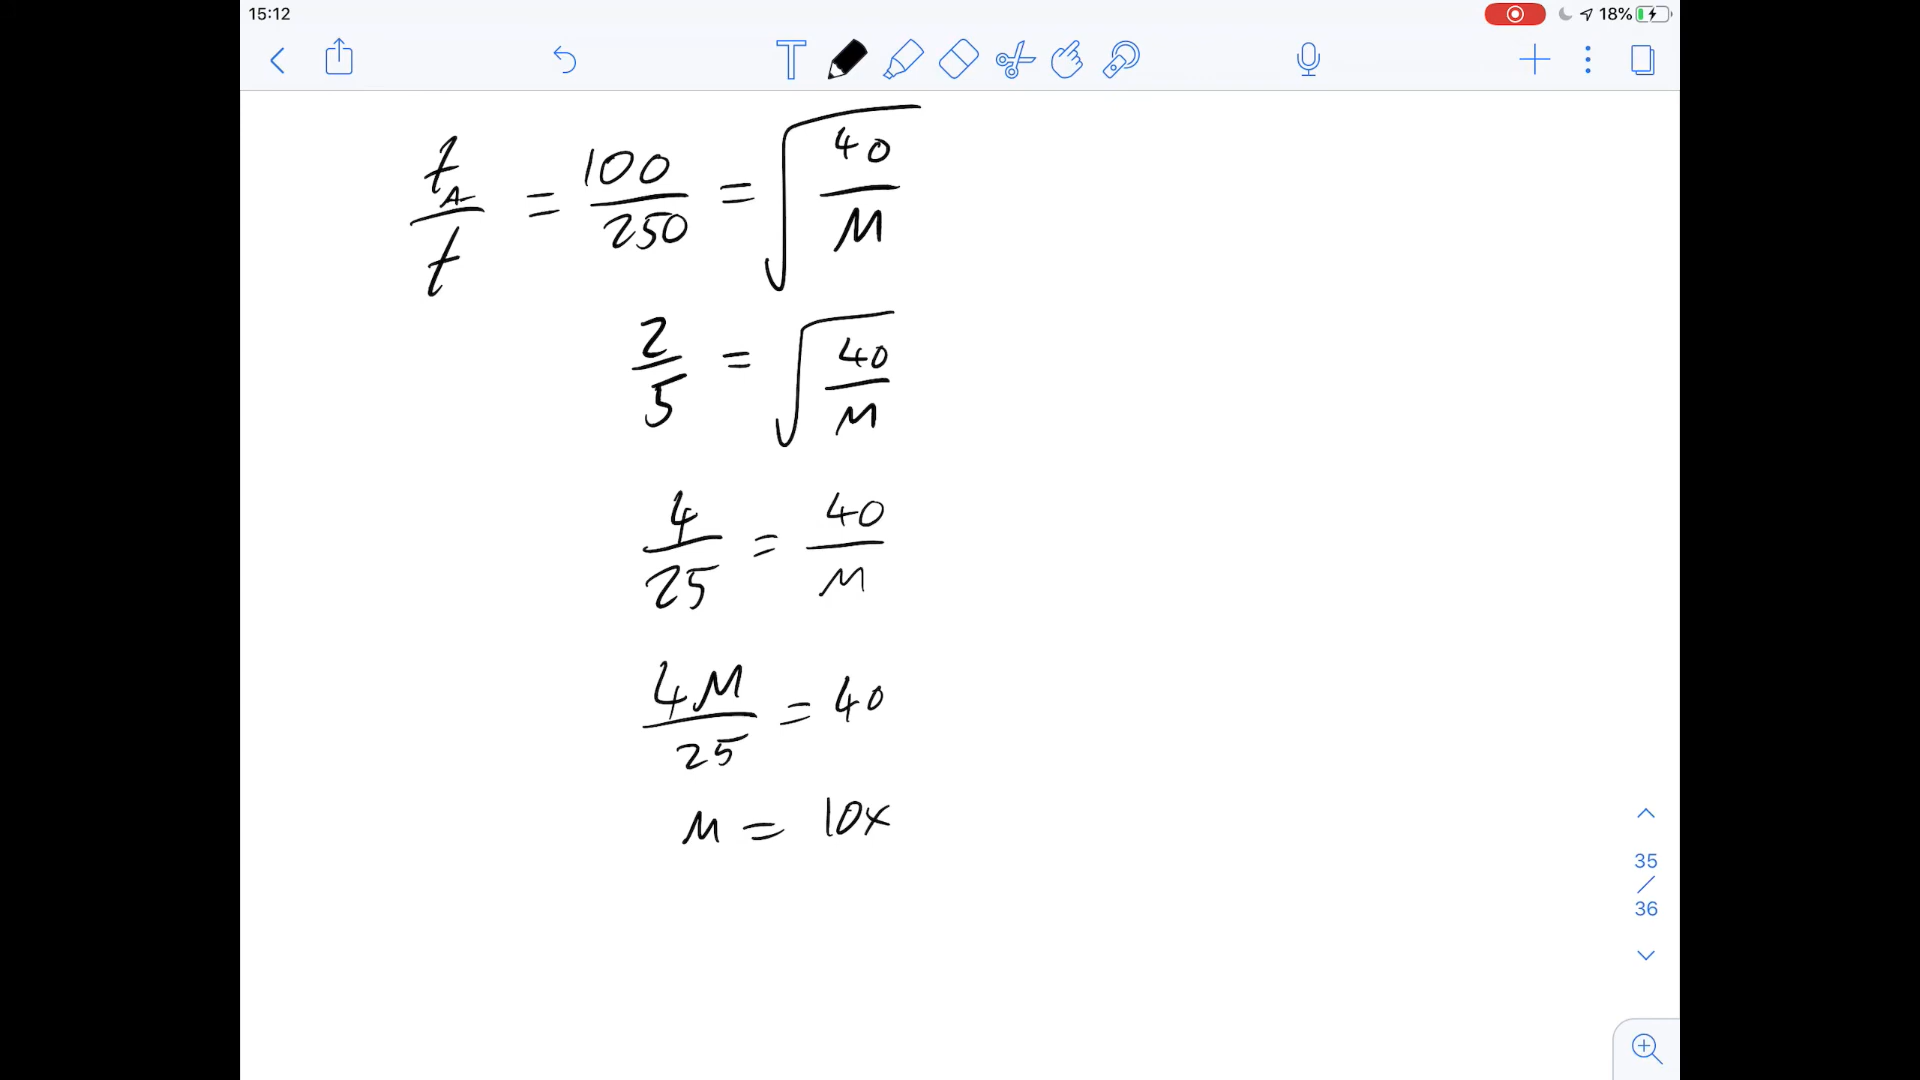 15:12
18%
T
t_A/t = 100/250 = √(40/M)
2/5 = √(40/M)
4/25 = 40/M
4M/25 = 40
M = 10x
35
/
36